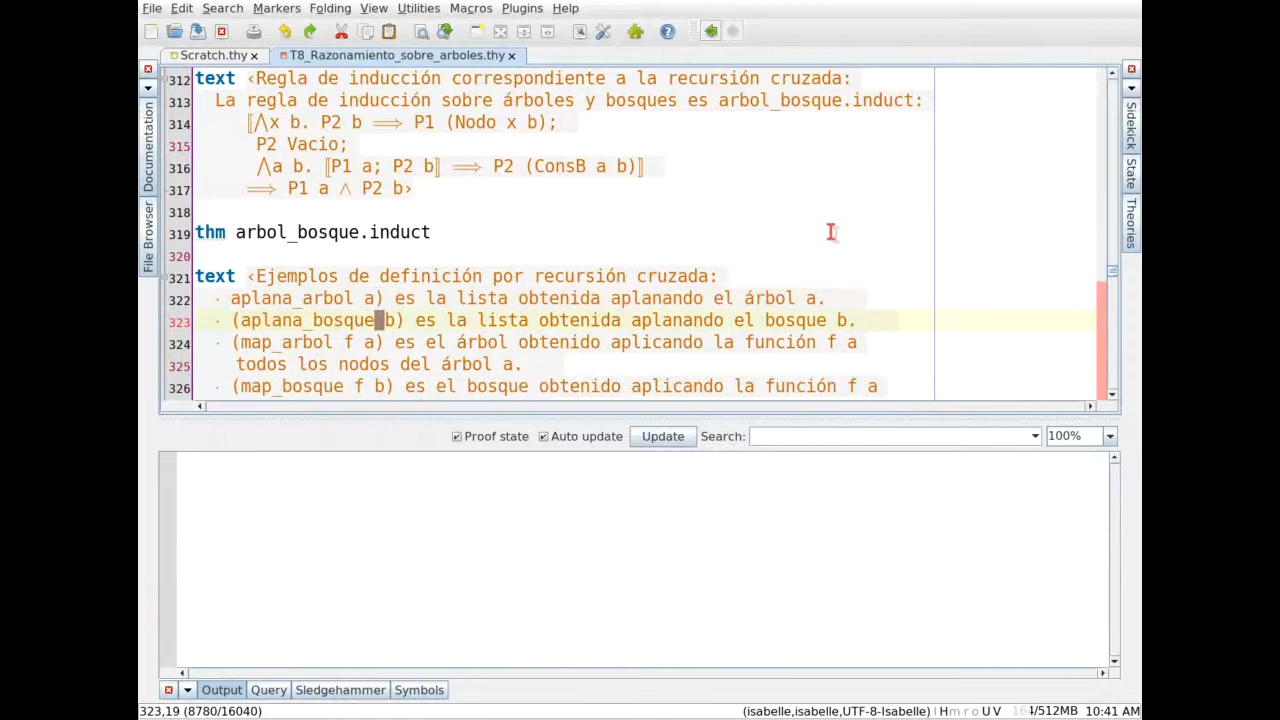 File Edit Search Markers Folding View Utilities Macros Plugins Help
Scratch.thy T8_Razonamiento_sobre_arboles.thy
312 text ‹Regla de inducción correspondiente a la recursión cruzada:
313 La regla de inducción sobre árboles y bosques es arbol_bosque.induct:
314 ⟦⋀x b. P2 b ⟹ P1 (Nodo x b);
315 P2 Vacio;
316 ⋀a b. ⟦P1 a; P2 b⟧ ⟹ P2 (ConsB a b)⟧
317 ⟹ P1 a ∧ P2 b›
318
319 thm arbol_bosque.induct
320
321 text ‹Ejemplos de definición por recursión cruzada:
322 · aplana_arbol a) es la lista obtenida aplanando el árbol a.
323 · (aplana_bosque b) es la lista obtenida aplanando el bosque b.
324 · (map_arbol f a) es el árbol obtenido aplicando la función f a
325 todos los nodos del árbol a.
326 · (map_bosque f b) es el bosque obtenido aplicando la función f a
File Browser Documentation
Sidekick State Theories
Proof state Auto update Update Search: 100%
Output Query Sledgehammer Symbols
323,19 (8780/16040) (isabelle,isabelle,UTF-8-Isabelle) H m r o U V /512MB 10:41 AM